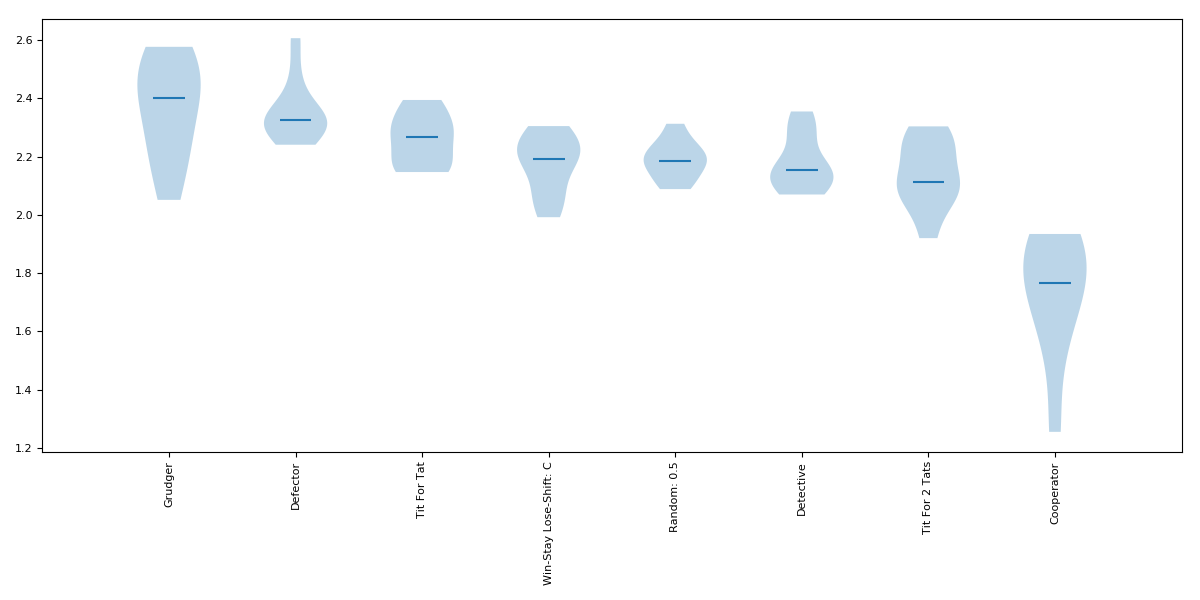 2.6
2.4
2.2
2.0
1.8
1.6
1.4
1.2
Grudger
Defector
Tit For Tat
Win-Stay Lose-Shift: C
Random: 0.5
Detective
Tit For 2 Tats
Cooperator